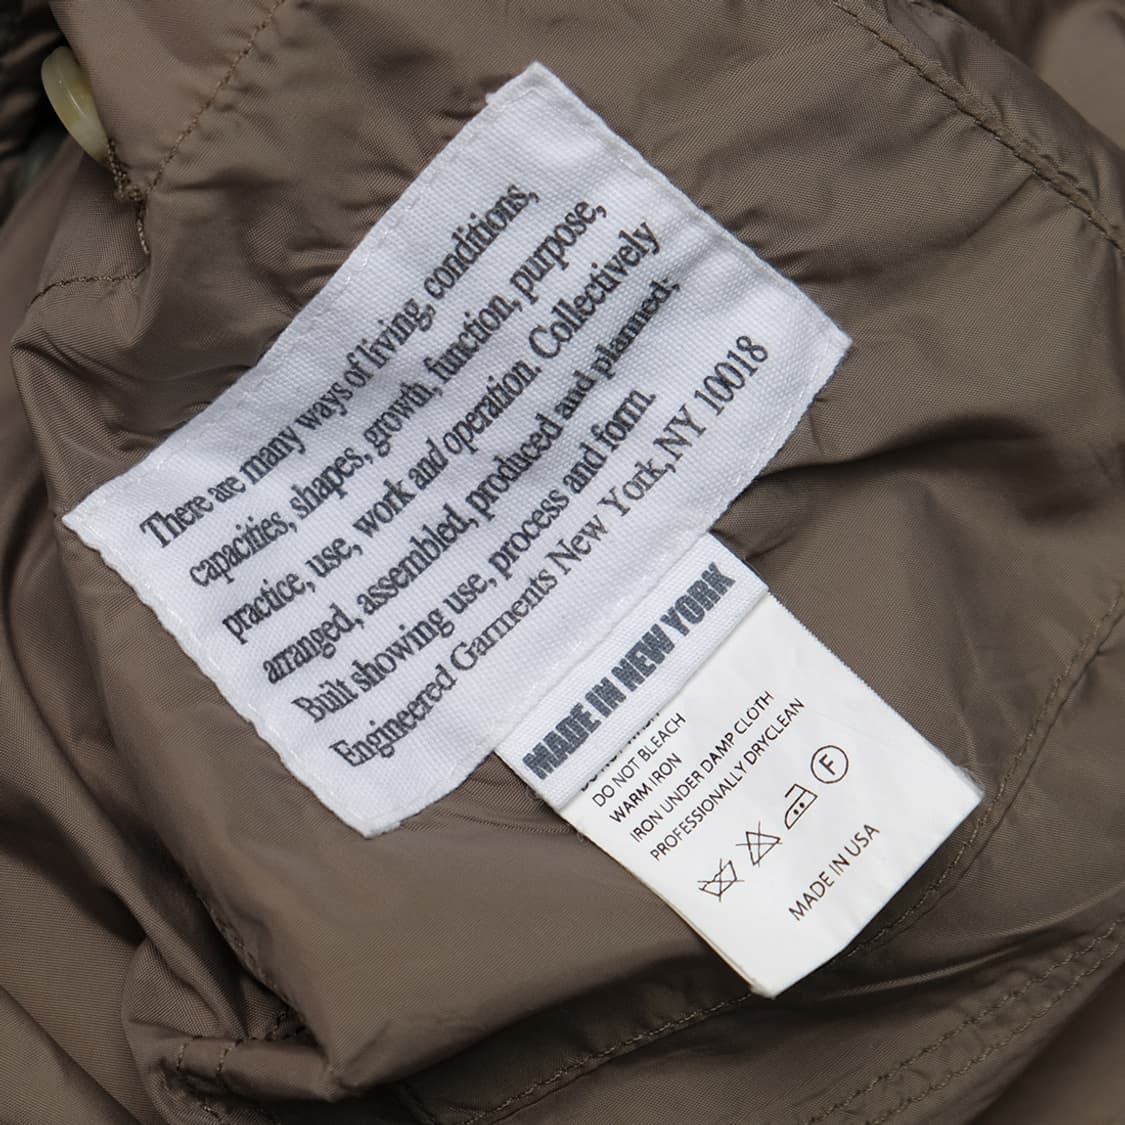 There are many ways of living, conditions,
capacities, shapes, growth, function, purpose,
practice, use, work and operation. Collectively
arranged, assembled, produced and planned;
Built showing use, process and form.
Engineered Garments New York, NY 10018
MADE IN NEW YORK
DO NOT BLEACH
WARM IRON
IRON UNDER DAMP CLOTH
PROFESSIONALLY DRYCLEAN
F
MADE IN USA